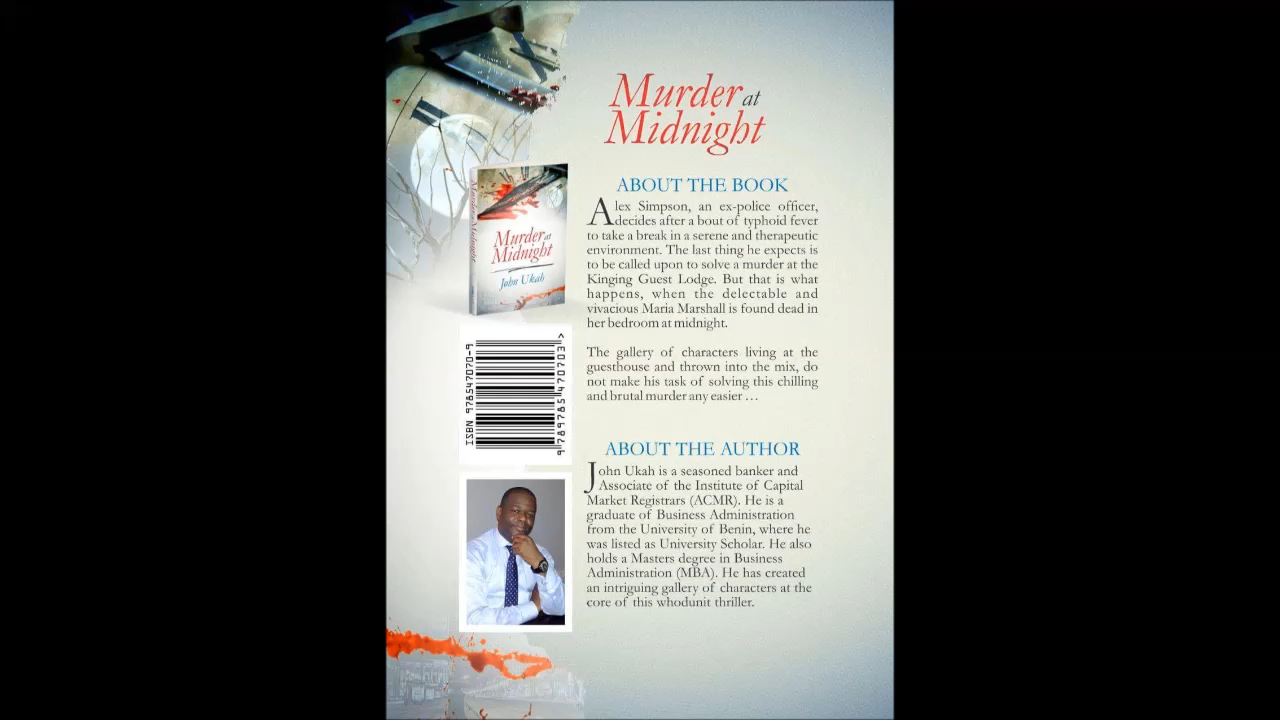 Murder at
Midnight
ABOUT THE BOOK
Alex Simpson, an ex-police officer,
decides after a bout of typhoid fever
to take a break in a serene and therapeutic
environment. The last thing he expects is
to be called upon to solve a murder at the
Kinging Guest Lodge. But that is what
happens, when the delectable and
vivacious Maria Marshall is found dead in
her bedroom at midnight.
The gallery of characters living at the
guesthouse and thrown into the mix, do
not make his task of solving this chilling
and brutal murder any easier …
ABOUT THE AUTHOR
John Ukah is a seasoned banker and
Associate of the Institute of Capital
Market Registrars (ACMR). He is a
graduate of Business Administration
from the University of Benin, where he
was listed as University Scholar. He also
holds a Masters degree in Business
Administration (MBA). He has created
an intriguing gallery of characters at the
core of this whodunit thriller.
Murder at Midnight
Murder at
Midnight
John Ukah
ISBN 978547070-9
9789785470703>